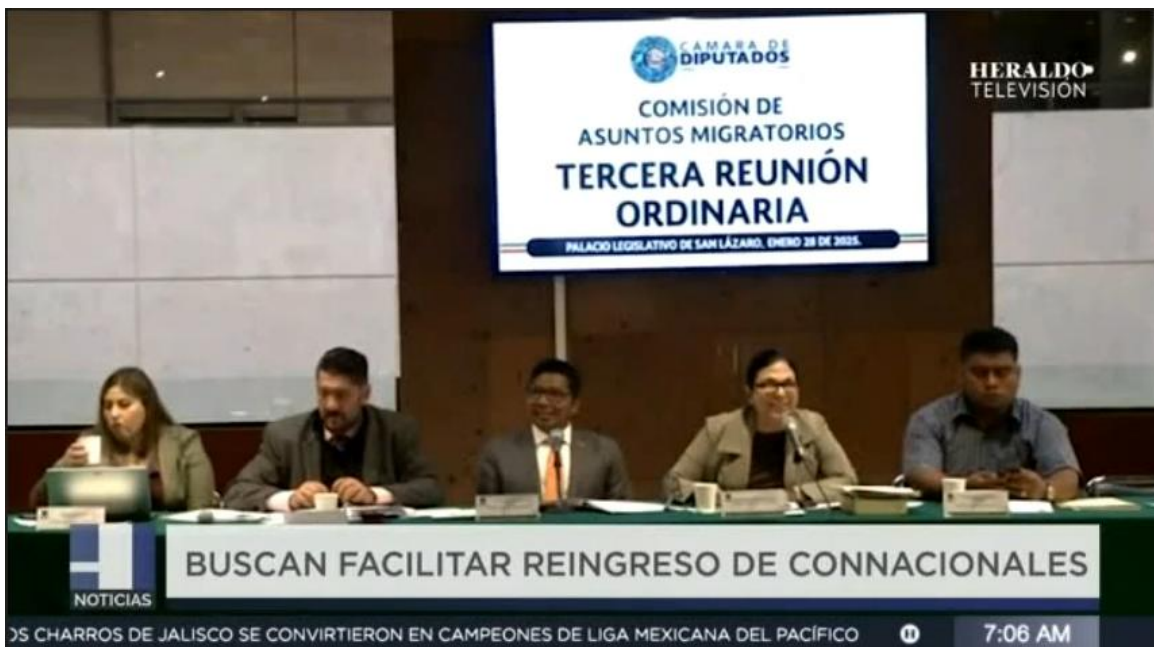 CAMARA DE
DIPUTADOS
COMISIÓN DE
ASUNTOS MIGRATORIOS
TERCERA REUNIÓN
ORDINARIA
PALACIO LEGISLATIVO DE SAN LÁZARO, ENERO 28 DE 2025.
HERALDO
TELEVISIÓN
BUSCAN FACILITAR REINGRESO DE CONNACIONALES
NOTICIAS
OS CHARROS DE JALISCO SE CONVIRTIERON EN CAMPEONES DE LIGA MEXICANA DEL PACÍFICO
7:06 AM